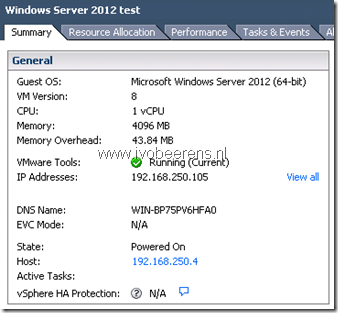 Windows Server 2012 test
Summary Resource Allocation Performance Tasks & Events
General
Guest OS: Microsoft Windows Server 2012 (64-bit)
VM Version: 8
CPU: 1 vCPU
Memory: 4096 MB
Memory Overhead: 43.84 MB
www.ivobeerens.nl
VMware Tools: Running (Current)
IP Addresses: 192.168.250.105 View all
DNS Name: WIN-BP75PV6HFA0
EVC Mode: N/A
State: Powered On
Host: 192.168.250.4
Active Tasks:
vSphere HA Protection: N/A